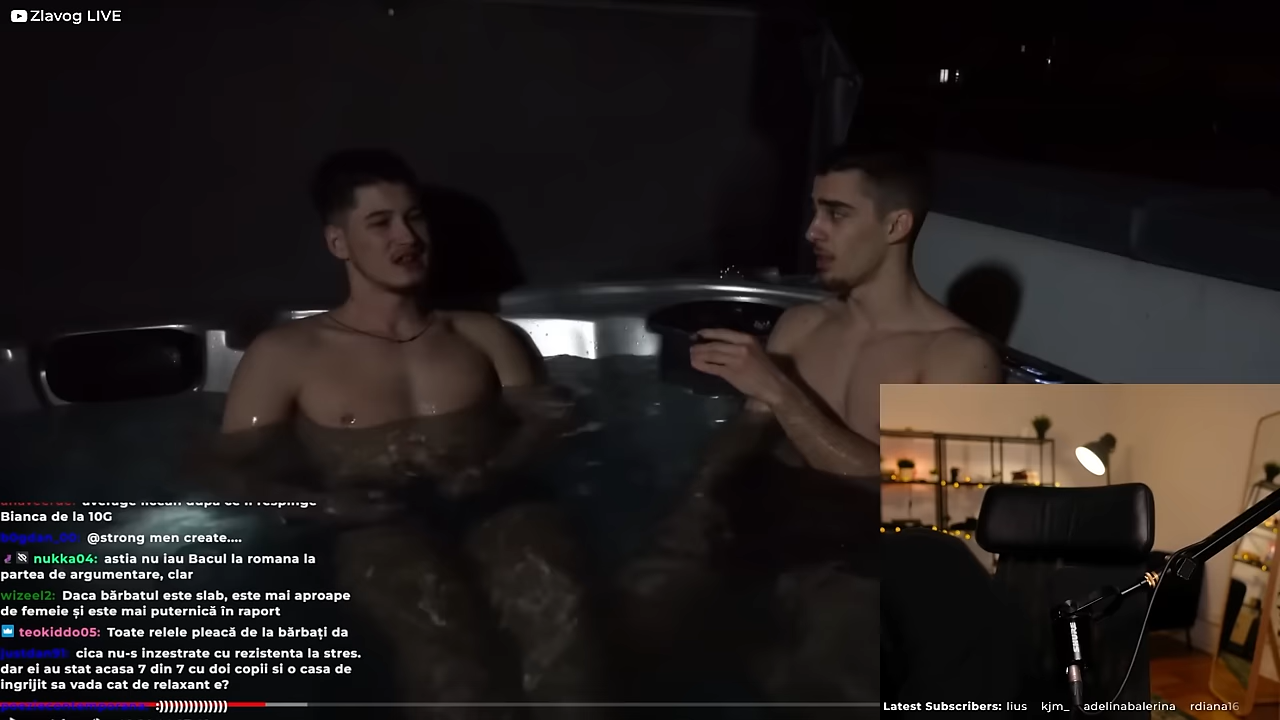 Zlavog LIVE
average liocan după ce îl respinge
Bianca de la 10G
@strong men create....
nukka04: astia nu iau Bacul la romana la
partea de argumentare, clar
wizeel2: Daca bărbatul este slab, este mai aproape
de femeie și este mai puternică în raport
teokiddo05: Toate relele pleacă de la bărbați da
cica nu-s inzestrate cu rezistenta la stres.
dar ei au stat acasa 7 din 7 cu doi copii si o casa de
ingrijit sa vada cat de relaxant e?
Latest Subscribers: lius kjm_ adelinabalerina rdiana16